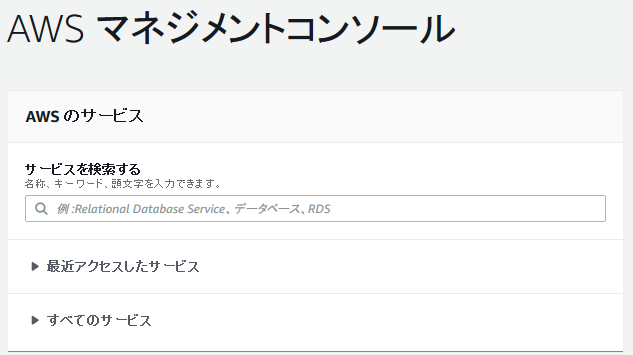 AWS マネジメントコンソール
AWS のサービス
サービスを検索する
名称、キーワード、頭文字を入力できます。
例 :Relational Database Service、データベース、RDS
最近アクセスしたサービス
すべてのサービス